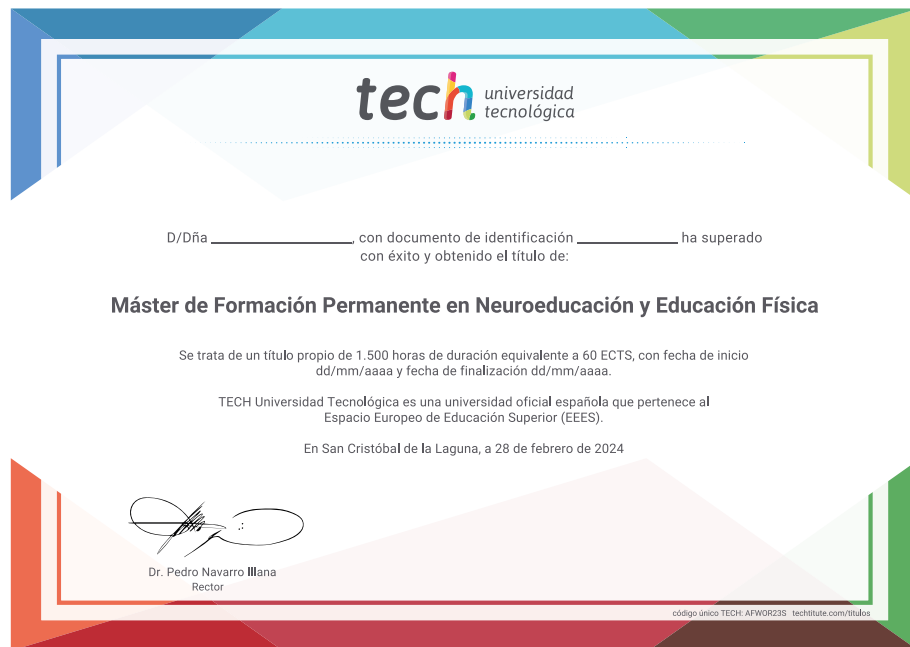 tech universidad
tecnológica
D/Dña ______________, con documento de identificación __________ ha superado
con éxito y obtenido el título de:
Máster de Formación Permanente en Neuroeducación y Educación Física
Se trata de un título propio de 1.500 horas de duración equivalente a 60 ECTS, con fecha de inicio
dd/mm/aaaa y fecha de finalización dd/mm/aaaa.
TECH Universidad Tecnológica es una universidad oficial española que pertenece al
Espacio Europeo de Educación Superior (EEES).
En San Cristóbal de la Laguna, a 28 de febrero de 2024
Dr. Pedro Navarro Illana
Rector
código único TECH: AFWOR23S techtitute.com/titulos